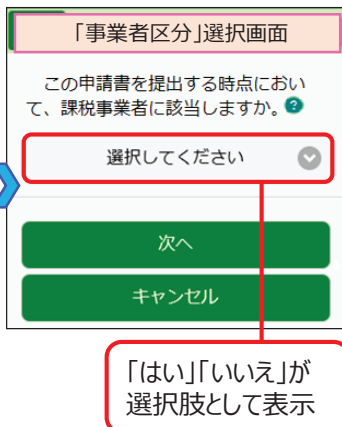 「事業者区分」選択画面
この申請書を提出する時点におい
て、課税事業者に該当しますか。?
選択してください
次へ
キャンセル
「はい」「いいえ」が
選択肢として表示